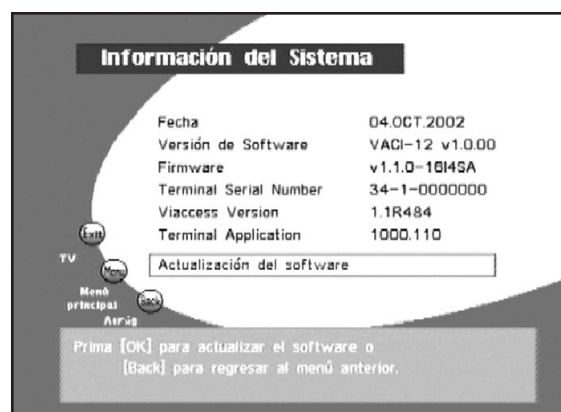 Información del Sistema
Fecha 04.OCT.2002
Versión de Software VACI-12 v1.0.00
Firmware v1.1.0-16I4SA
Terminal Serial Number 34-1-0000000
Viaccess Version 1.1R484
Terminal Application 1000.110
Exit
TV
Actualización del software
Menu
Menú
principal
Back
Atrás
Prima [OK] para actualizar el software o
[Back] para regresar al menú anterior.